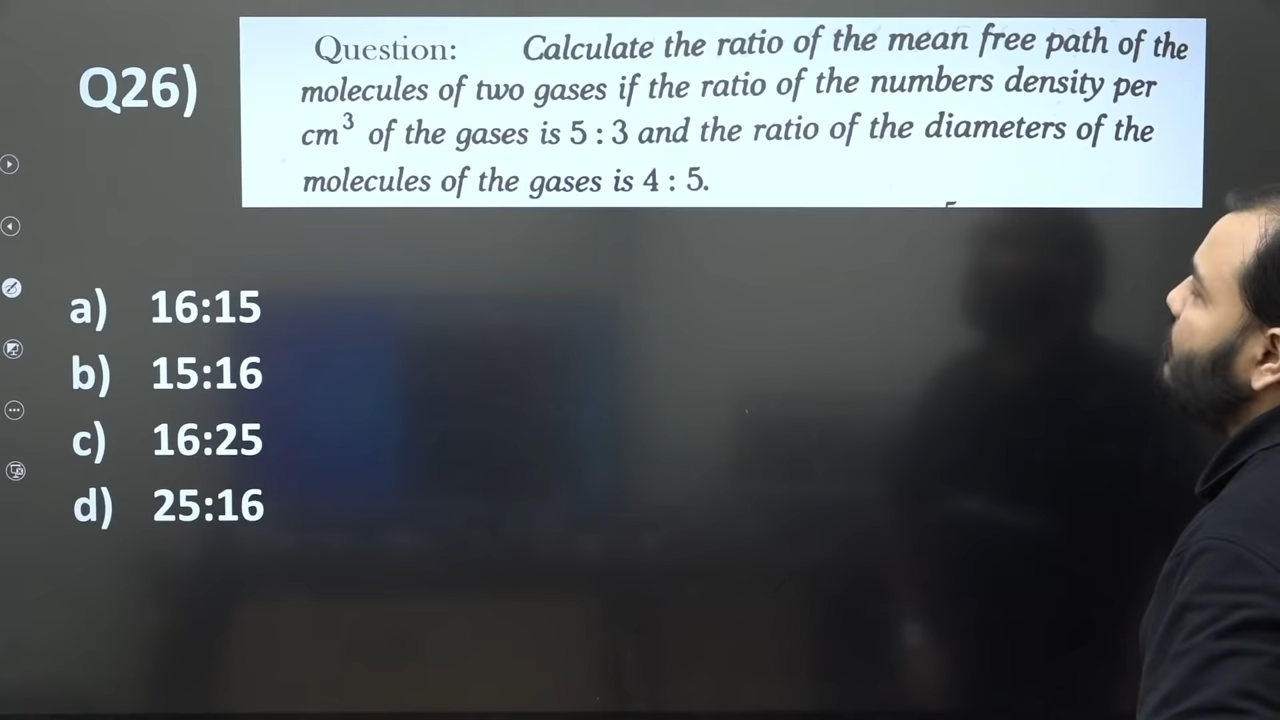 Q26)
Question: Calculate the ratio of the mean free path of the
molecules of two gases if the ratio of the numbers density per
cm³ of the gases is 5 : 3 and the ratio of the diameters of the
molecules of the gases is 4 : 5.
a) 16:15
b) 15:16
c) 16:25
d) 25:16